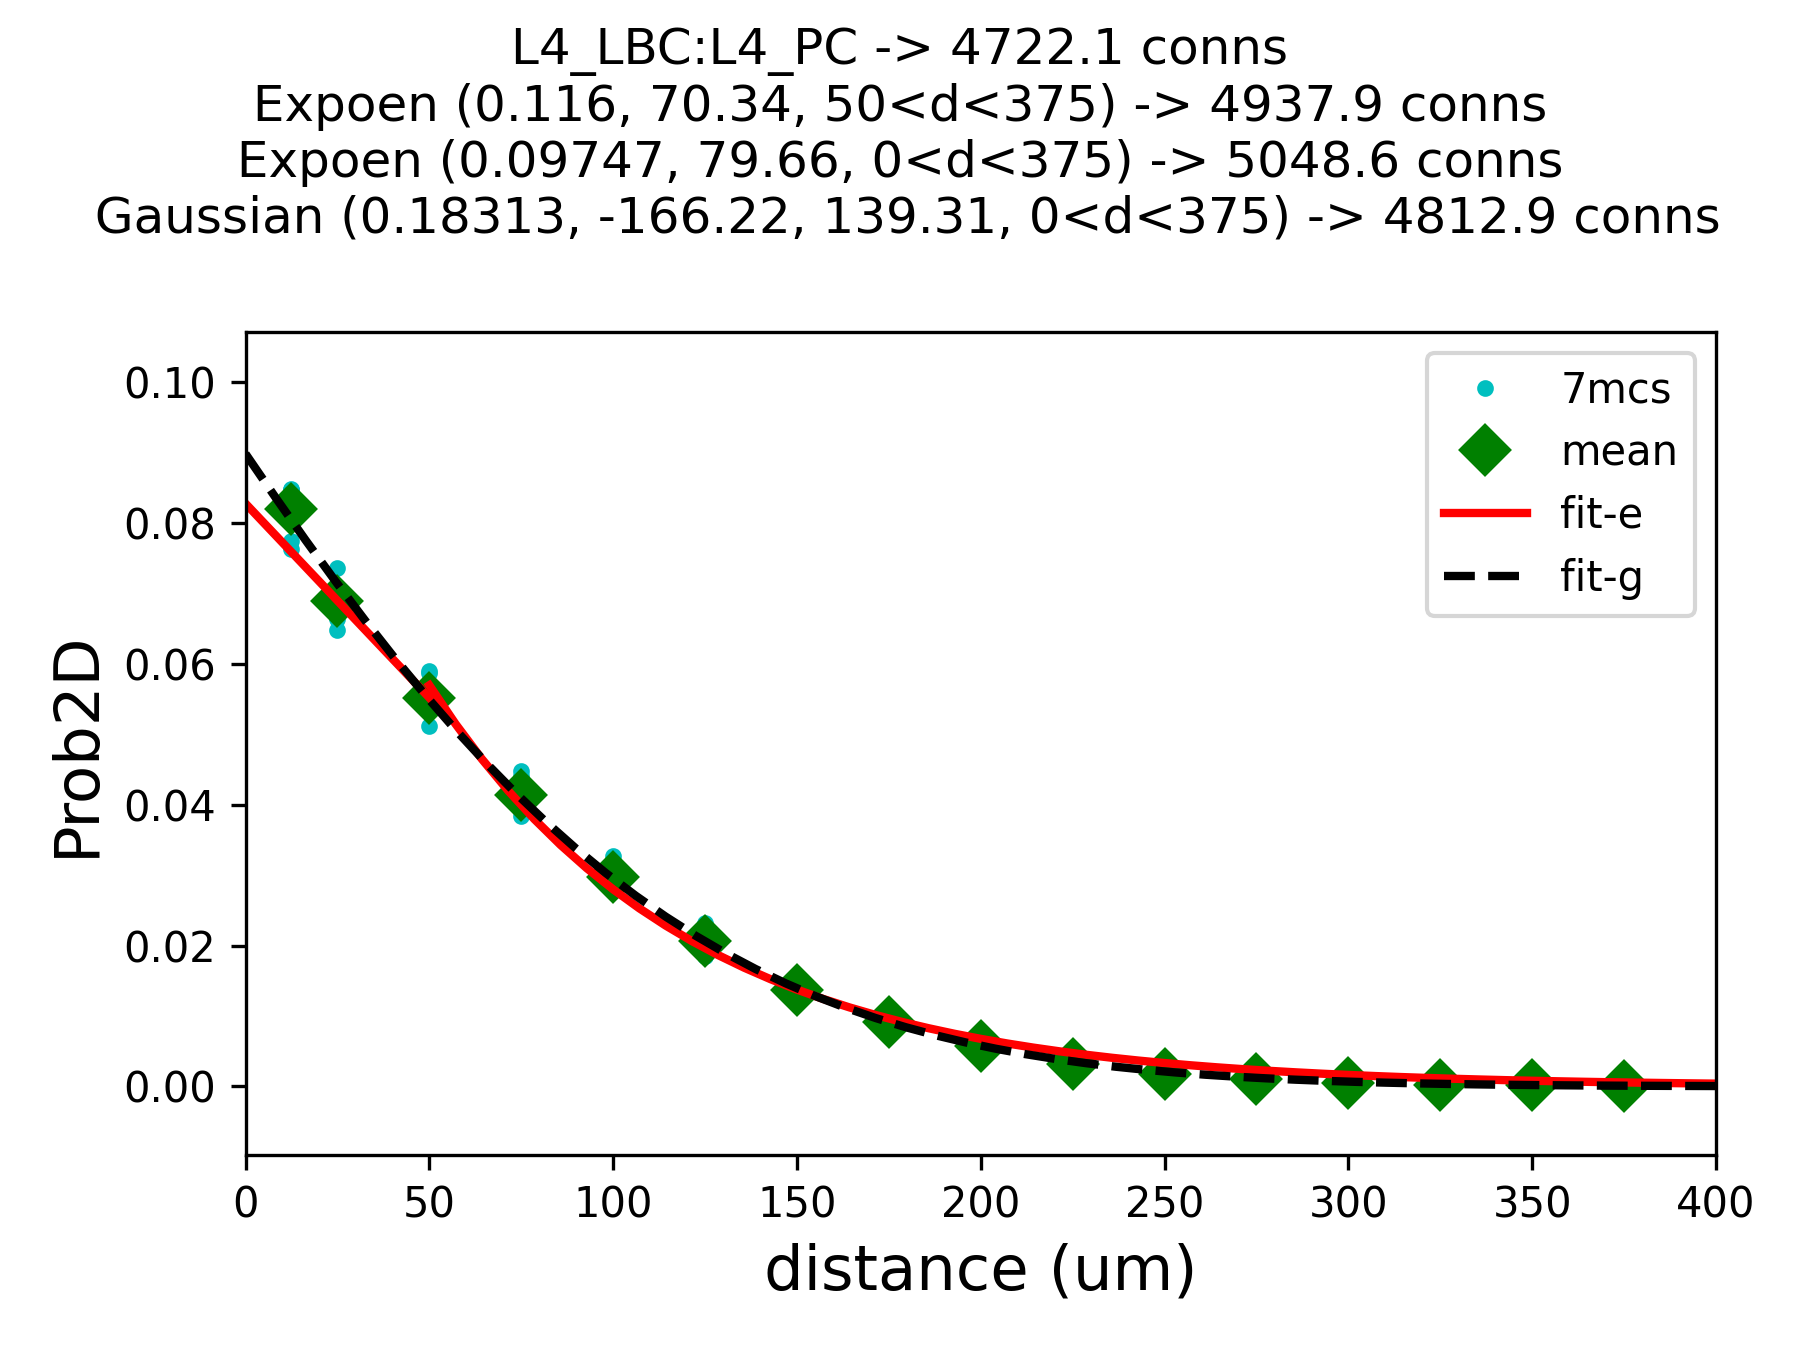 L4_LBC:L4_PC -> 4722.1 conns
Expoen (0.116, 70.34, 50<d<375) -> 4937.9 conns
Expoen (0.09747, 79.66, 0<d<375) -> 5048.6 conns
Gaussian (0.18313, -166.22, 139.31, 0<d<375) -> 4812.9 conns
7mcs
mean
fit-e
fit-g
Prob2D
0.10
0.08
0.06
0.04
0.02
0.00
0 50 100 150 200 250 300 350 400
distance (um)